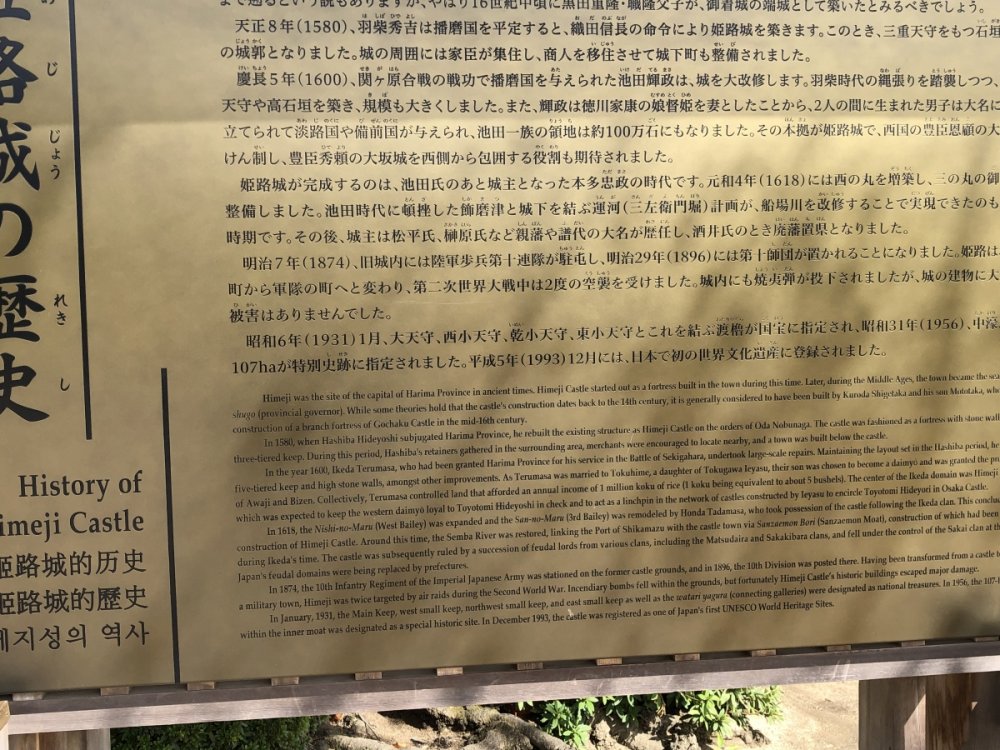 姫路城の歴史
じ
じょう
れきし
まで遡るという説もありますが、やはり16世紀中頃に黒田重隆・職隆父子が、御着城の端城として築いたとみるべきでしょう。
天正8年(1580)、羽柴秀吉は播磨国を平定すると、織田信長の命令により姫路城を築きます。このとき、三重天守をもつ石垣
の城郭となりました。城の周囲には家臣が集住し、商人を移住させて城下町も整備されました。
慶長5年(1600)、関ヶ原合戦の戦功で播磨国を与えられた池田輝政は、城を大改修します。羽柴時代の縄張りを踏襲しつつ、
天守や高石垣を築き、規模も大きくしました。また、輝政は徳川家康の娘督姫を妻としたことから、2人の間に生まれた男子は大名に
立てられて淡路国や備前国が与えられ、池田一族の領地は約100万石にもなりました。その本拠が姫路城で、西国の豊臣恩顧の大
けん制し、豊臣秀頼の大坂城を西側から包囲する役割も期待されました。
姫路城が完成するのは、池田氏のあと城主となった本多忠政の時代です。元和4年(1618)には西の丸を増築し、三の丸の御
整備しました。池田時代に頓挫した飾磨津と城下を結ぶ運河(三左衛門堀)計画が、船場川を改修することで実現できたのも
時期です。その後、城主は松平氏、榊原氏など親藩や譜代の大名が歴任し、酒井氏のとき廃藩置県となりました。
明治7年(1874)、旧城内には陸軍歩兵第十連隊が駐屯し、明治29年(1896)には第十師団が置かれることになりました。姫路は
町から軍隊の町へと変わり、第二次世界大戦中は2度の空襲を受けました。城内にも焼夷弾が投下されましたが、城の建物に大
被害はありませんでした。
昭和6年(1931)1月、大天守、西小天守、乾小天守、東小天守とこれを結ぶ渡櫓が国宝に指定され、昭和31年(1956)、中濠
107haが特別史跡に指定されました。平成5年(1993)12月には、日本で初の世界文化遺産に登録されました。
Himeji was the site of the capital of Harima Province in ancient times. Himeji Castle started out as a fortress built in the town during this time. Later, during the Middle Ages, the town became the sea
shugo (provincial governor). While some theories hold that the castle's construction dates back to the 14th century, it is generally considered to have been built by Kuroda Shigetaka and his son Mototaka, who
construction of a branch fortress of Gochaku Castle in the mid-16th century.
In 1580, when Hashiba Hideyoshi subjugated Harima Province, he rebuilt the existing structure as Himeji Castle on the orders of Oda Nobunaga. The castle was fashioned as a fortress with stone wall
three-tiered keep. During this period, Hashiba's retainers gathered in the surrounding area, merchants were encouraged to locate nearby, and a town was built below the castle.
In the year 1600, Ikeda Terumasa, who had been granted Harima Province for his service in the Battle of Sekigahara, undertook large-scale repairs. Maintaining the layout set in the Hashiba period, he
five-tiered keep and high stone walls, amongst other improvements. As Terumasa was married to Tokuhime, a daughter of Tokugawa Ieyasu, their son was chosen to become a daimyo and was granted the pro
of Awaji and Bizen. Collectively, Terumasa controlled land that afforded an annual income of 1 million koku of rice (1 koku being equivalent to about 5 bushels). The center of the Ikeda domain was Himeji
which was expected to keep the western daimyo loyal to Toyotomi Hideyoshi in check and to act as a linchpin in the network of castles constructed by Ieyasu to encircle Toyotomi Hideyori in Osaka Castle.
In 1618, the Nishi-no-Maru (West Bailey) was expanded and the San-no-Maru (3rd Bailey) was remodeled by Honda Tadamasa, who took possession of the castle following the Ikeda clan. This conclu
construction of Himeji Castle. Around this time, the Semba River was restored, linking the Port of Shikamazu with the castle town via Sanzaemon Bori (Sanzaemon Moat), construction of which had been
during Ikeda's time. The castle was subsequently ruled by a succession of feudal lords from various clans, including the Matsudaira and Sakakibara clans, and fell under the control of the Sakai clan at th
Japan's feudal domains were being replaced by prefectures.
In 1874, the 10th Infantry Regiment of the Imperial Japanese Army was stationed on the former castle grounds, and in 1896, the 10th Division was posted there. Having been transformed from a castle to
a military town, Himeji was twice targeted by air raids during the Second World War. Incendiary bombs fell within the grounds, but fortunately Himeji Castle's historic buildings escaped major damage.
In January, 1931, the Main Keep, west small keep, northwest small keep, and east small keep as well as the watari yagura (connecting galleries) were designated as national treasures. In 1956, the 107-h
within the inner moat was designated as a special historic site. In December 1993, the castle was registered as one of Japan's first UNESCO World Heritage Sites.
History of
Himeji Castle
姬路城的历史
姬路城的歷史
히메지성의 역사